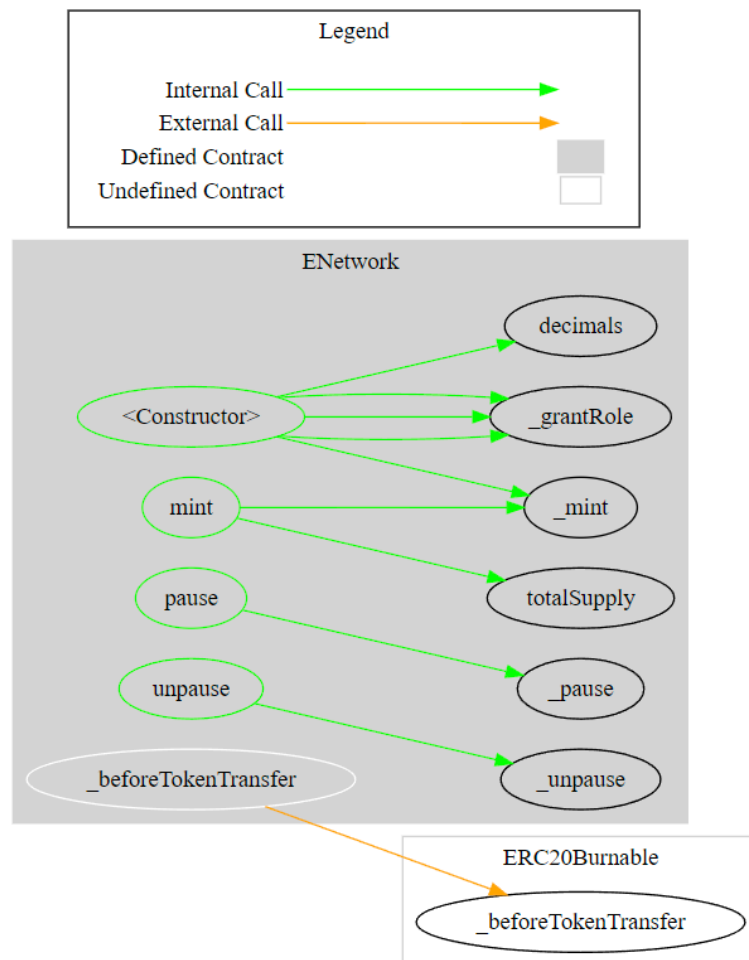 Legend
Internal Call
External Call
Defined Contract
Undefined Contract
ENetwork
decimals
<Constructor>
_grantRole
mint
_mint
pause
totalSupply
unpause
_pause
_beforeTokenTransfer
_unpause
ERC20Burnable
_beforeTokenTransfer